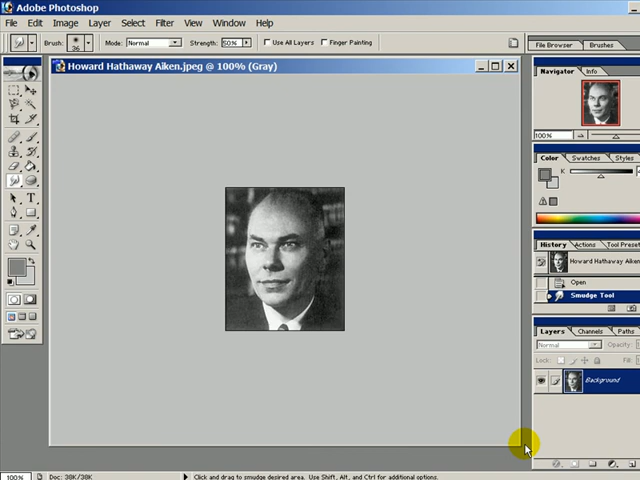 Adobe Photoshop
File Edit Image Layer Select Filter View Window Help
Brush: 36 Mode: Normal Strength: 50% Use All Layers Finger Painting File Browser Brushes
Howard Hathaway Aiken.jpeg @ 100% (Gray)
Navigator Info
100%
Color Swatches Styles
K
History Actions Tool Preset
Howard Hathaway Aiken
Open
Smudge Tool
Layers Channels Paths
Normal Opacity:
Lock: Fill:
Background
100% Doc: 38K/38K Click and drag to smudge desired area. Use Shift, Alt, and Ctrl for additional options.